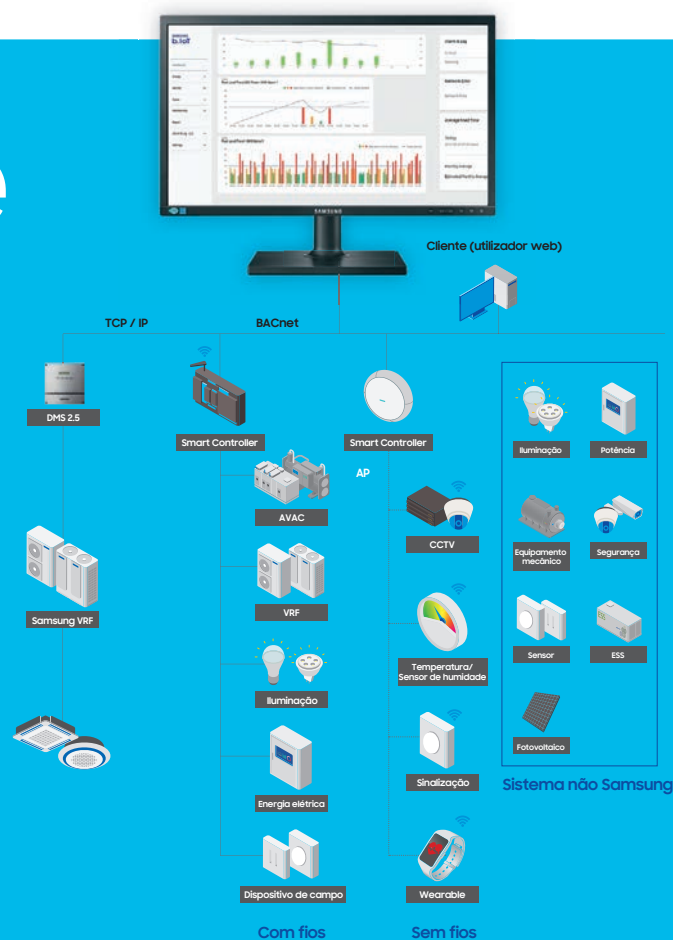 e
SAMSUNG
b.IoT
SAMSUNG
Cliente (utilizador web)
TCP / IP
BACnet
DMS 2.5
Smart Controller
Smart Controller
AP
Iluminação
Potência
AVAC
CCTV
Equipamento
mecânico
Segurança
Samsung VRF
VRF
Temperatura/
Sensor de humidade
Sensor
ESS
Iluminação
Fotovoltaico
Energia elétrica
Sinalização
Sistema não Samsung
Dispositivo de campo
Wearable
Com fios
Sem fios